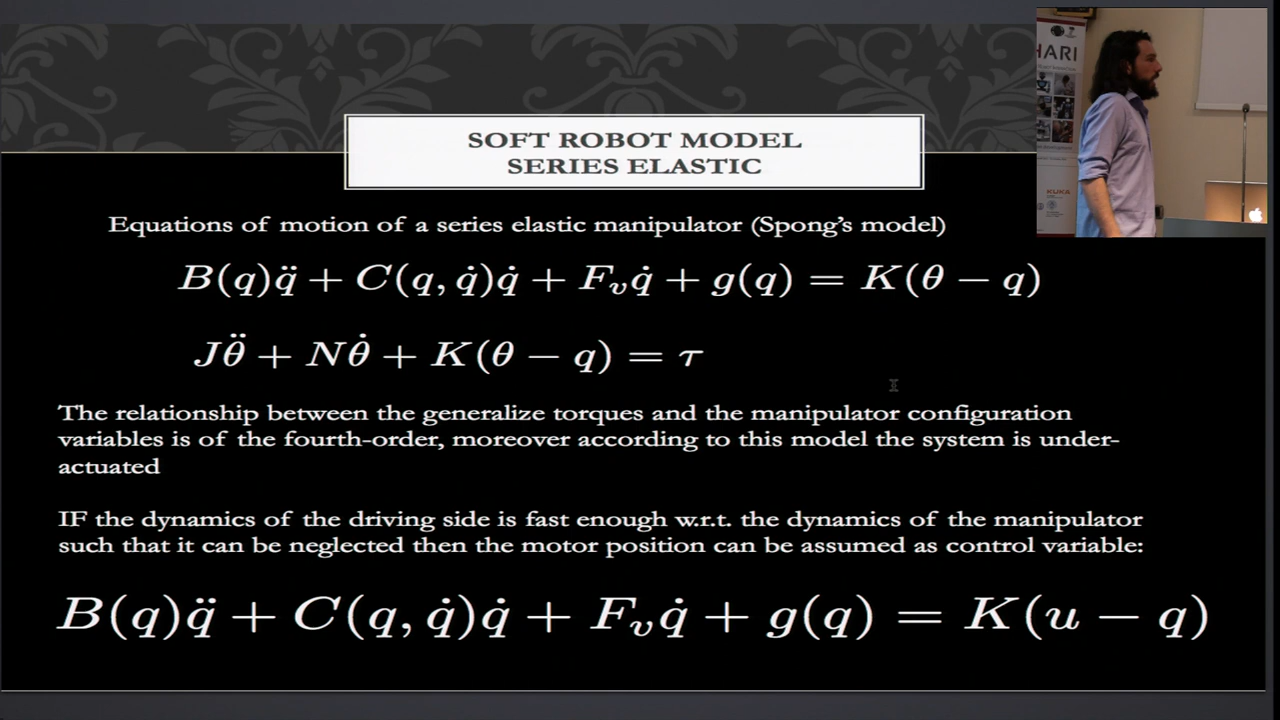 HARI
KUKA
SOFT ROBOT MODEL
SERIES ELASTIC
Equations of motion of a series elastic manipulator (Spong's model)
B(q)q̈ + C(q, q̇)q̇ + F_v q̇ + g(q) = K(θ − q)
Jθ̈ + Nθ̇ + K(θ − q) = τ
The relationship between the generalize torques and the manipulator configuration
variables is of the fourth-order, moreover according to this model the system is under-
actuated
IF the dynamics of the driving side is fast enough w.r.t. the dynamics of the manipulator
such that it can be neglected then the motor position can be assumed as control variable:
B(q)q̈ + C(q, q̇)q̇ + F_v q̇ + g(q) = K(u − q)